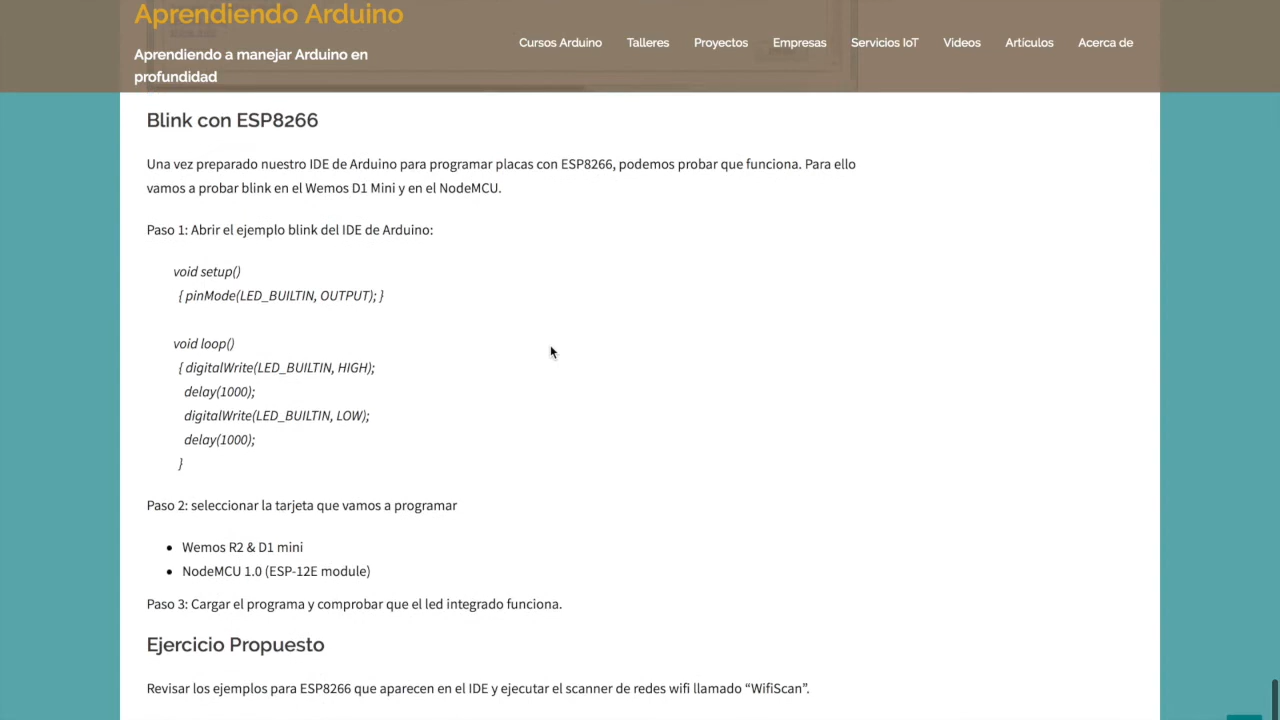 Aprendiendo Arduino
Aprendiendo a manejar Arduino en
profundidad
Cursos Arduino Talleres Proyectos Empresas Servicios IoT Videos Artículos Acerca de
Blink con ESP8266
Una vez preparado nuestro IDE de Arduino para programar placas con ESP8266, podemos probar que funciona. Para ello
vamos a probar blink en el Wemos D1 Mini y en el NodeMCU.
Paso 1: Abrir el ejemplo blink del IDE de Arduino:
void setup()
{ pinMode(LED_BUILTIN, OUTPUT); }
void loop()
{ digitalWrite(LED_BUILTIN, HIGH);
delay(1000);
digitalWrite(LED_BUILTIN, LOW);
delay(1000);
}
Paso 2: seleccionar la tarjeta que vamos a programar
• Wemos R2 & D1 mini
• NodeMCU 1.0 (ESP-12E module)
Paso 3: Cargar el programa y comprobar que el led integrado funciona.
Ejercicio Propuesto
Revisar los ejemplos para ESP8266 que aparecen en el IDE y ejecutar el scanner de redes wifi llamado “WifiScan”.